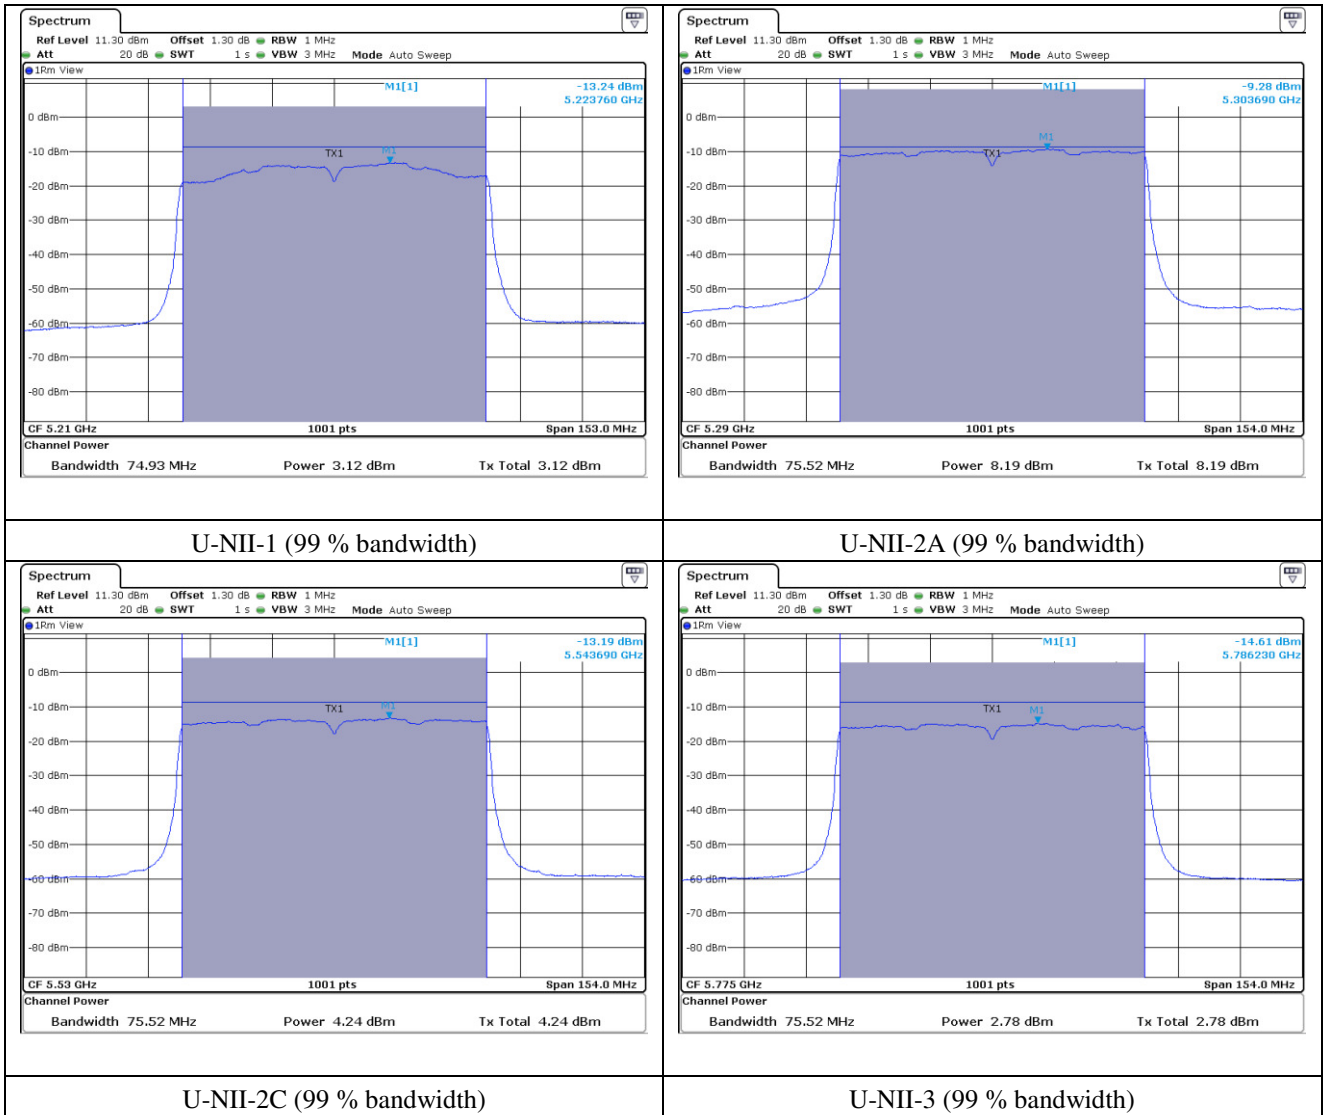 Spectrum
Ref Level 11.30 dBm Offset 1.30 dB RBW 1 MHz
Att 20 dB SWT 1 s VBW 3 MHz Mode Auto Sweep
1Rm View
M1[1] -13.24 dBm
5.223760 GHz
0 dBm
-10 dBm
TX1
M1
-20 dBm
-30 dBm
-40 dBm
-50 dBm
-60 dBm
-70 dBm
-80 dBm
CF 5.21 GHz 1001 pts Span 153.0 MHz
Channel Power
Bandwidth 74.93 MHz Power 3.12 dBm Tx Total 3.12 dBm
U-NII-1 (99 % bandwidth)
Spectrum
Ref Level 11.30 dBm Offset 1.30 dB RBW 1 MHz
Att 20 dB SWT 1 s VBW 3 MHz Mode Auto Sweep
1Rm View
M1[1] -9.28 dBm
5.303690 GHz
0 dBm
M1
-10 dBm
TX1
-20 dBm
-30 dBm
-40 dBm
-50 dBm
-60 dBm
-70 dBm
-80 dBm
CF 5.29 GHz 1001 pts Span 154.0 MHz
Channel Power
Bandwidth 75.52 MHz Power 8.19 dBm Tx Total 8.19 dBm
U-NII-2A (99 % bandwidth)
Spectrum
Ref Level 11.30 dBm Offset 1.30 dB RBW 1 MHz
Att 20 dB SWT 1 s VBW 3 MHz Mode Auto Sweep
1Rm View
M1[1] -13.19 dBm
5.543690 GHz
0 dBm
-10 dBm
TX1
M1
-20 dBm
-30 dBm
-40 dBm
-50 dBm
-60 dBm
-70 dBm
-80 dBm
CF 5.53 GHz 1001 pts Span 154.0 MHz
Channel Power
Bandwidth 75.52 MHz Power 4.24 dBm Tx Total 4.24 dBm
U-NII-2C (99 % bandwidth)
Spectrum
Ref Level 11.30 dBm Offset 1.30 dB RBW 1 MHz
Att 20 dB SWT 1 s VBW 3 MHz Mode Auto Sweep
1Rm View
M1[1] -14.61 dBm
5.786230 GHz
0 dBm
-10 dBm
TX1
M1
-20 dBm
-30 dBm
-40 dBm
-50 dBm
-60 dBm
-70 dBm
-80 dBm
CF 5.775 GHz 1001 pts Span 154.0 MHz
Channel Power
Bandwidth 75.52 MHz Power 2.78 dBm Tx Total 2.78 dBm
U-NII-3 (99 % bandwidth)